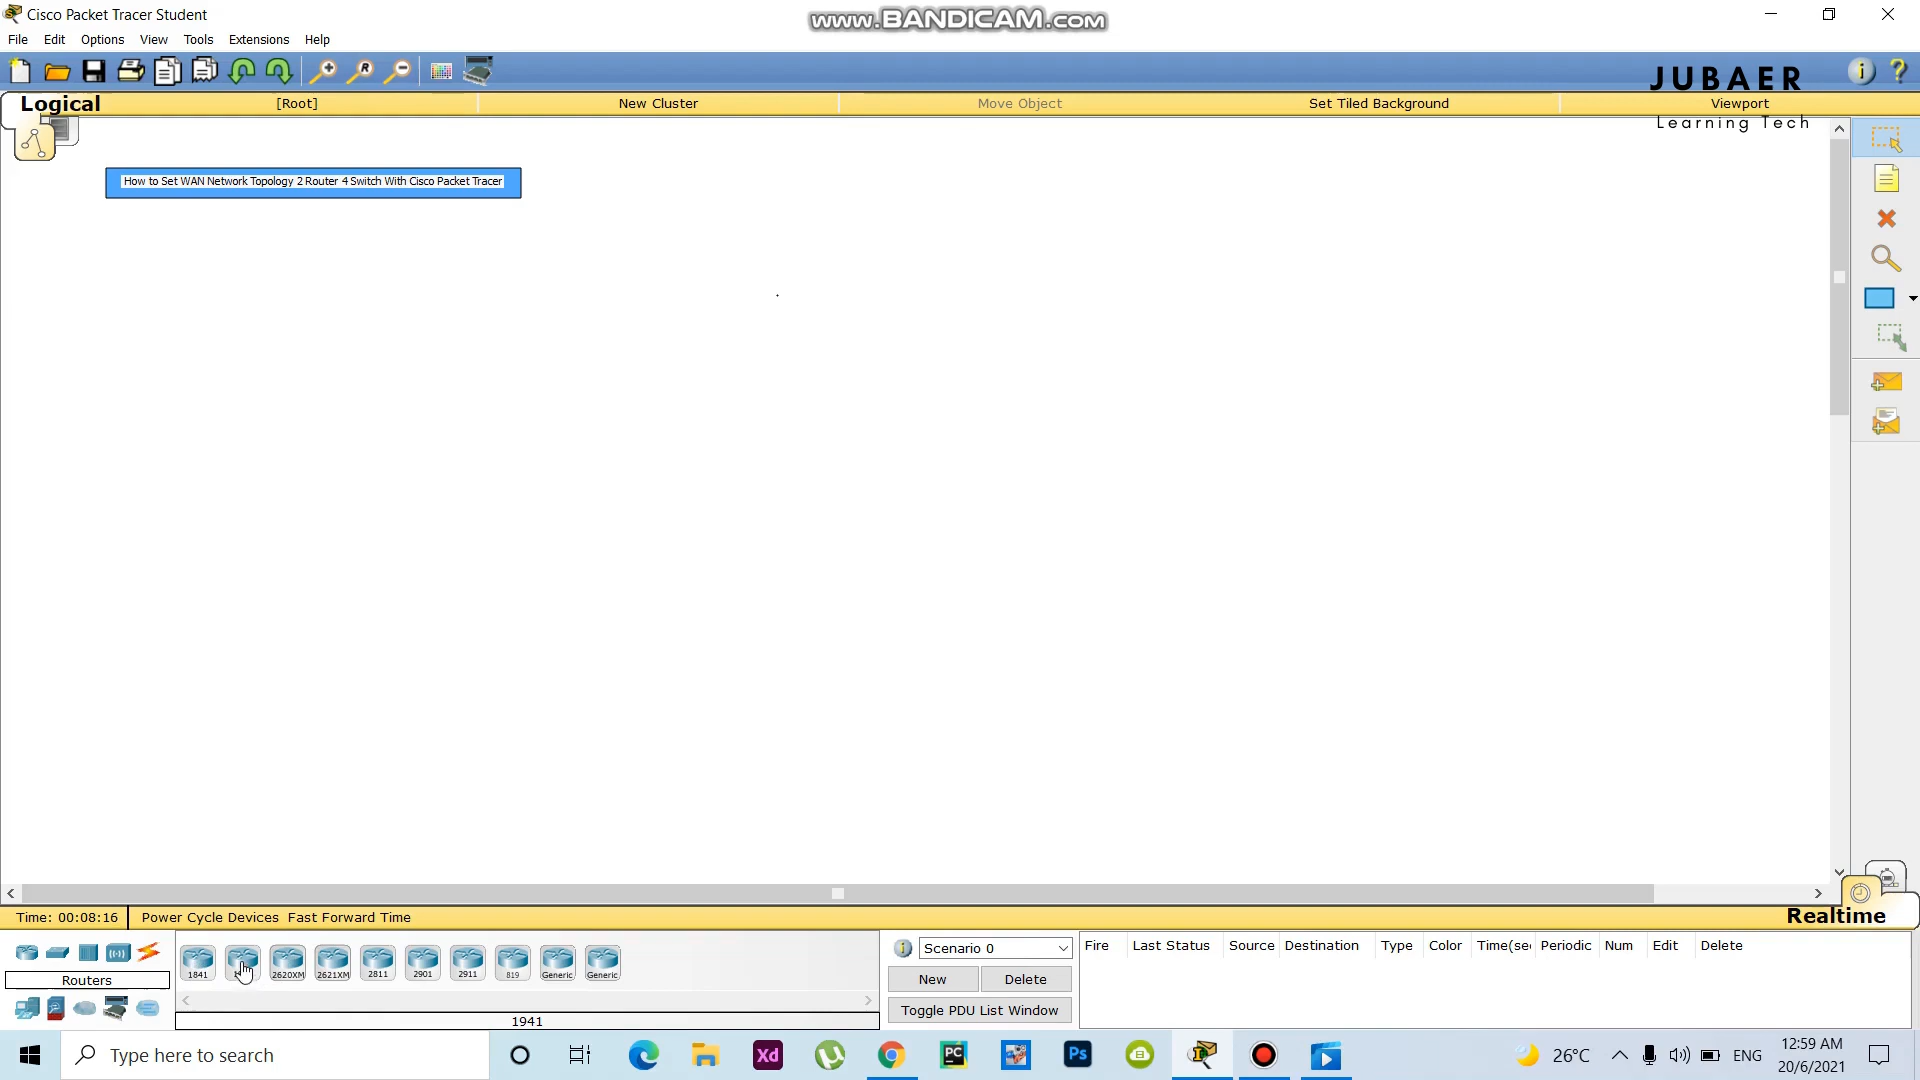 Cisco Packet Tracer Student
www.BANDICAM.com
File Edit Options View Tools Extensions Help
JUBAER
Logical [Root] New Cluster Move Object Set Tiled Background Viewport
Learning Tech
How to Set WAN Network Topology 2 Router 4 Switch With Cisco Packet Tracer
Time: 00:08:16 Power Cycle Devices Fast Forward Time
Realtime
Routers
1841 2620XM 2621XM 2811 2901 2911 819 Generic Generic
1941
Scenario 0
New Delete
Toggle PDU List Window
Fire Last Status Source Destination Type Color Time(se Periodic Num Edit Delete
Type here to search
Xd
PC
Ps
26°C
ENG
12:59 AM
20/6/2021